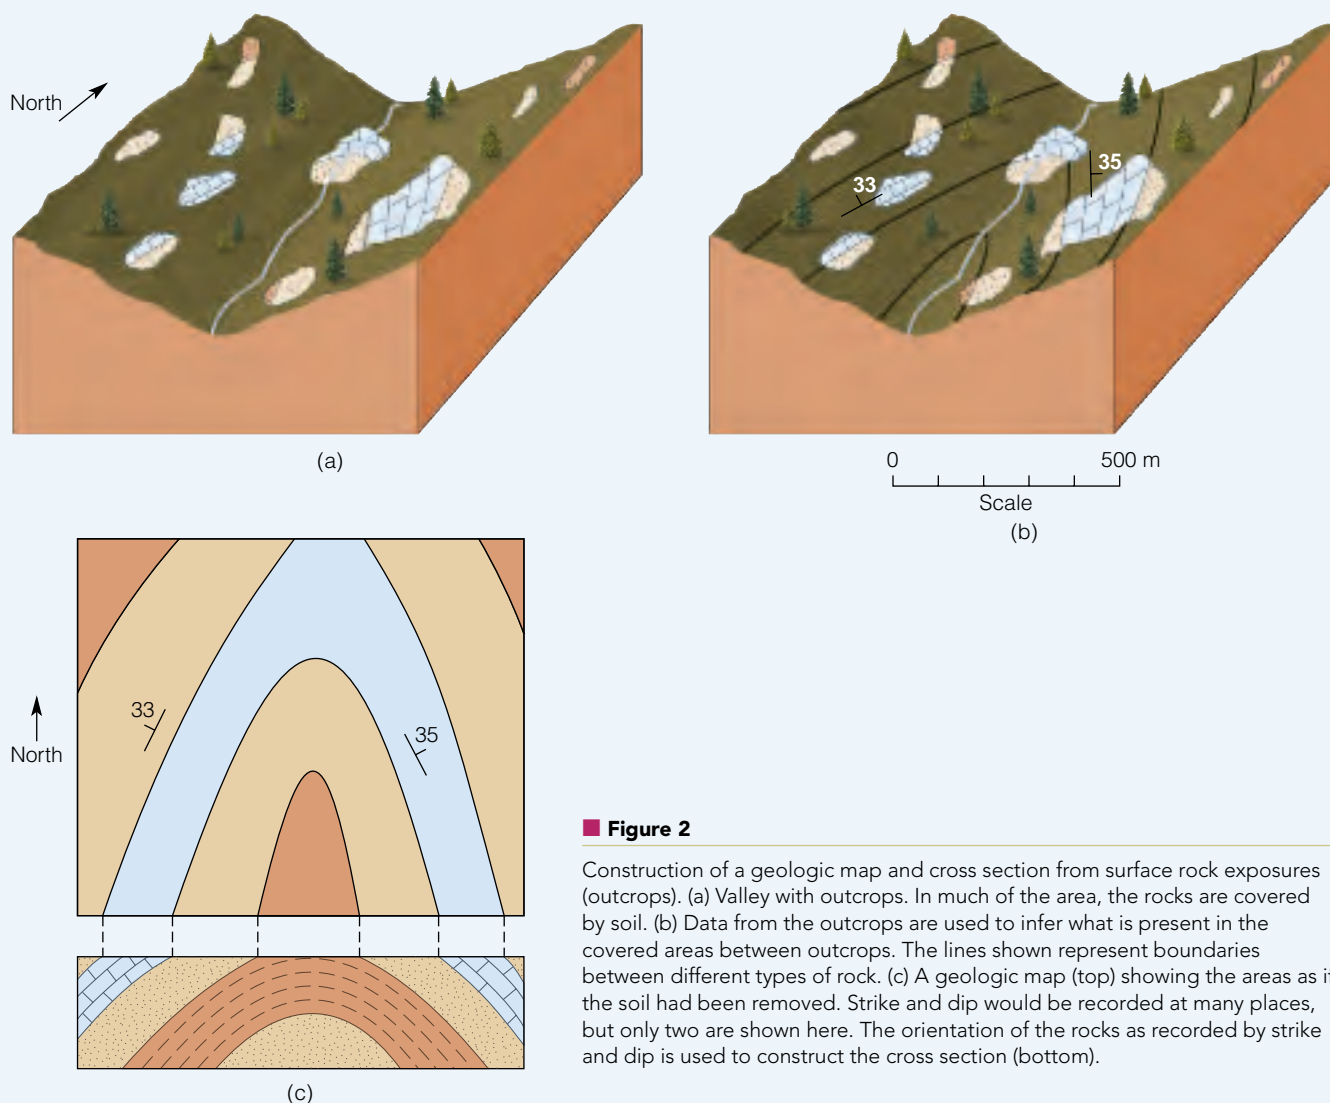 North
33
35
(a)
0 500 m
Scale
(b)
33
35
North
(c)
Figure 2
Construction of a geologic map and cross section from surface rock exposures
(outcrops). (a) Valley with outcrops. In much of the area, the rocks are covered
by soil. (b) Data from the outcrops are used to infer what is present in the
covered areas between outcrops. The lines shown represent boundaries
between different types of rock. (c) A geologic map (top) showing the areas as if
the soil had been removed. Strike and dip would be recorded at many places,
but only two are shown here. The orientation of the rocks as recorded by strike
and dip is used to construct the cross section (bottom).